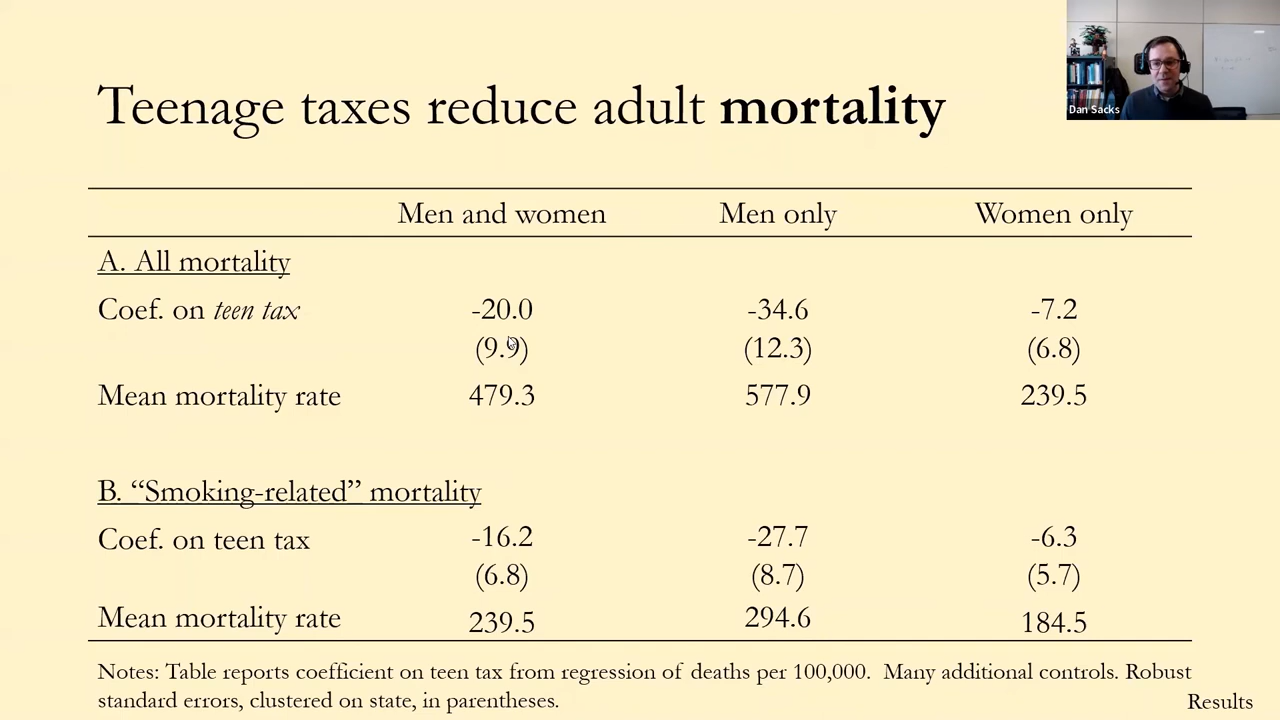 Dan Sacks
Teenage taxes reduce adult mortality
Men and women Men only Women only
A. All mortality
Coef. on teen tax -20.0 -34.6 -7.2
(9.9) (12.3) (6.8)
Mean mortality rate 479.3 577.9 239.5
B. “Smoking-related” mortality
Coef. on teen tax -16.2 -27.7 -6.3
(6.8) (8.7) (5.7)
Mean mortality rate 239.5 294.6 184.5
Notes: Table reports coefficient on teen tax from regression of deaths per 100,000. Many additional controls. Robust
standard errors, clustered on state, in parentheses.
Results